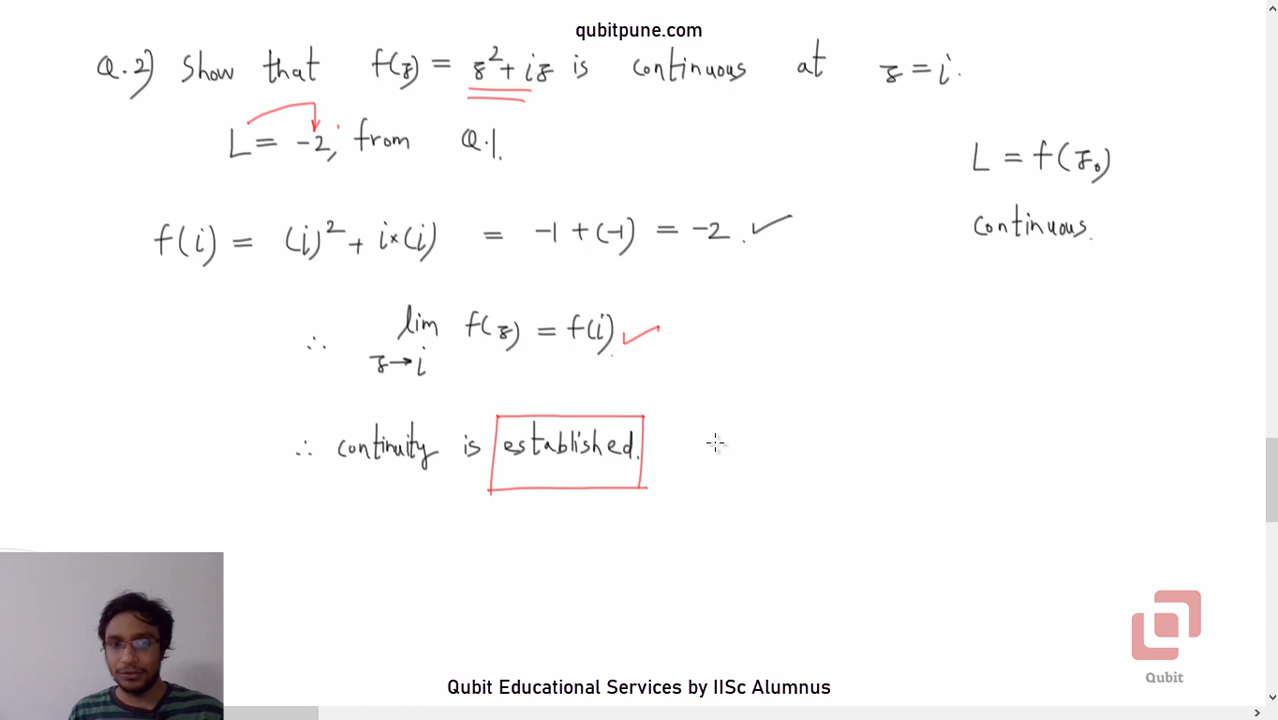 qubitpune.com
Q.2) Show that f(z) = z² + iz is continuous at z = i.
L = -2, from Q.1.
L = f(z₀)
continuous.
f(i) = (i)² + i×(i) = -1 + (-1) = -2.
∴ lim f(z) = f(i).
z→i
∴ continuity is established.
Qubit
Qubit Educational Services by IISc Alumnus